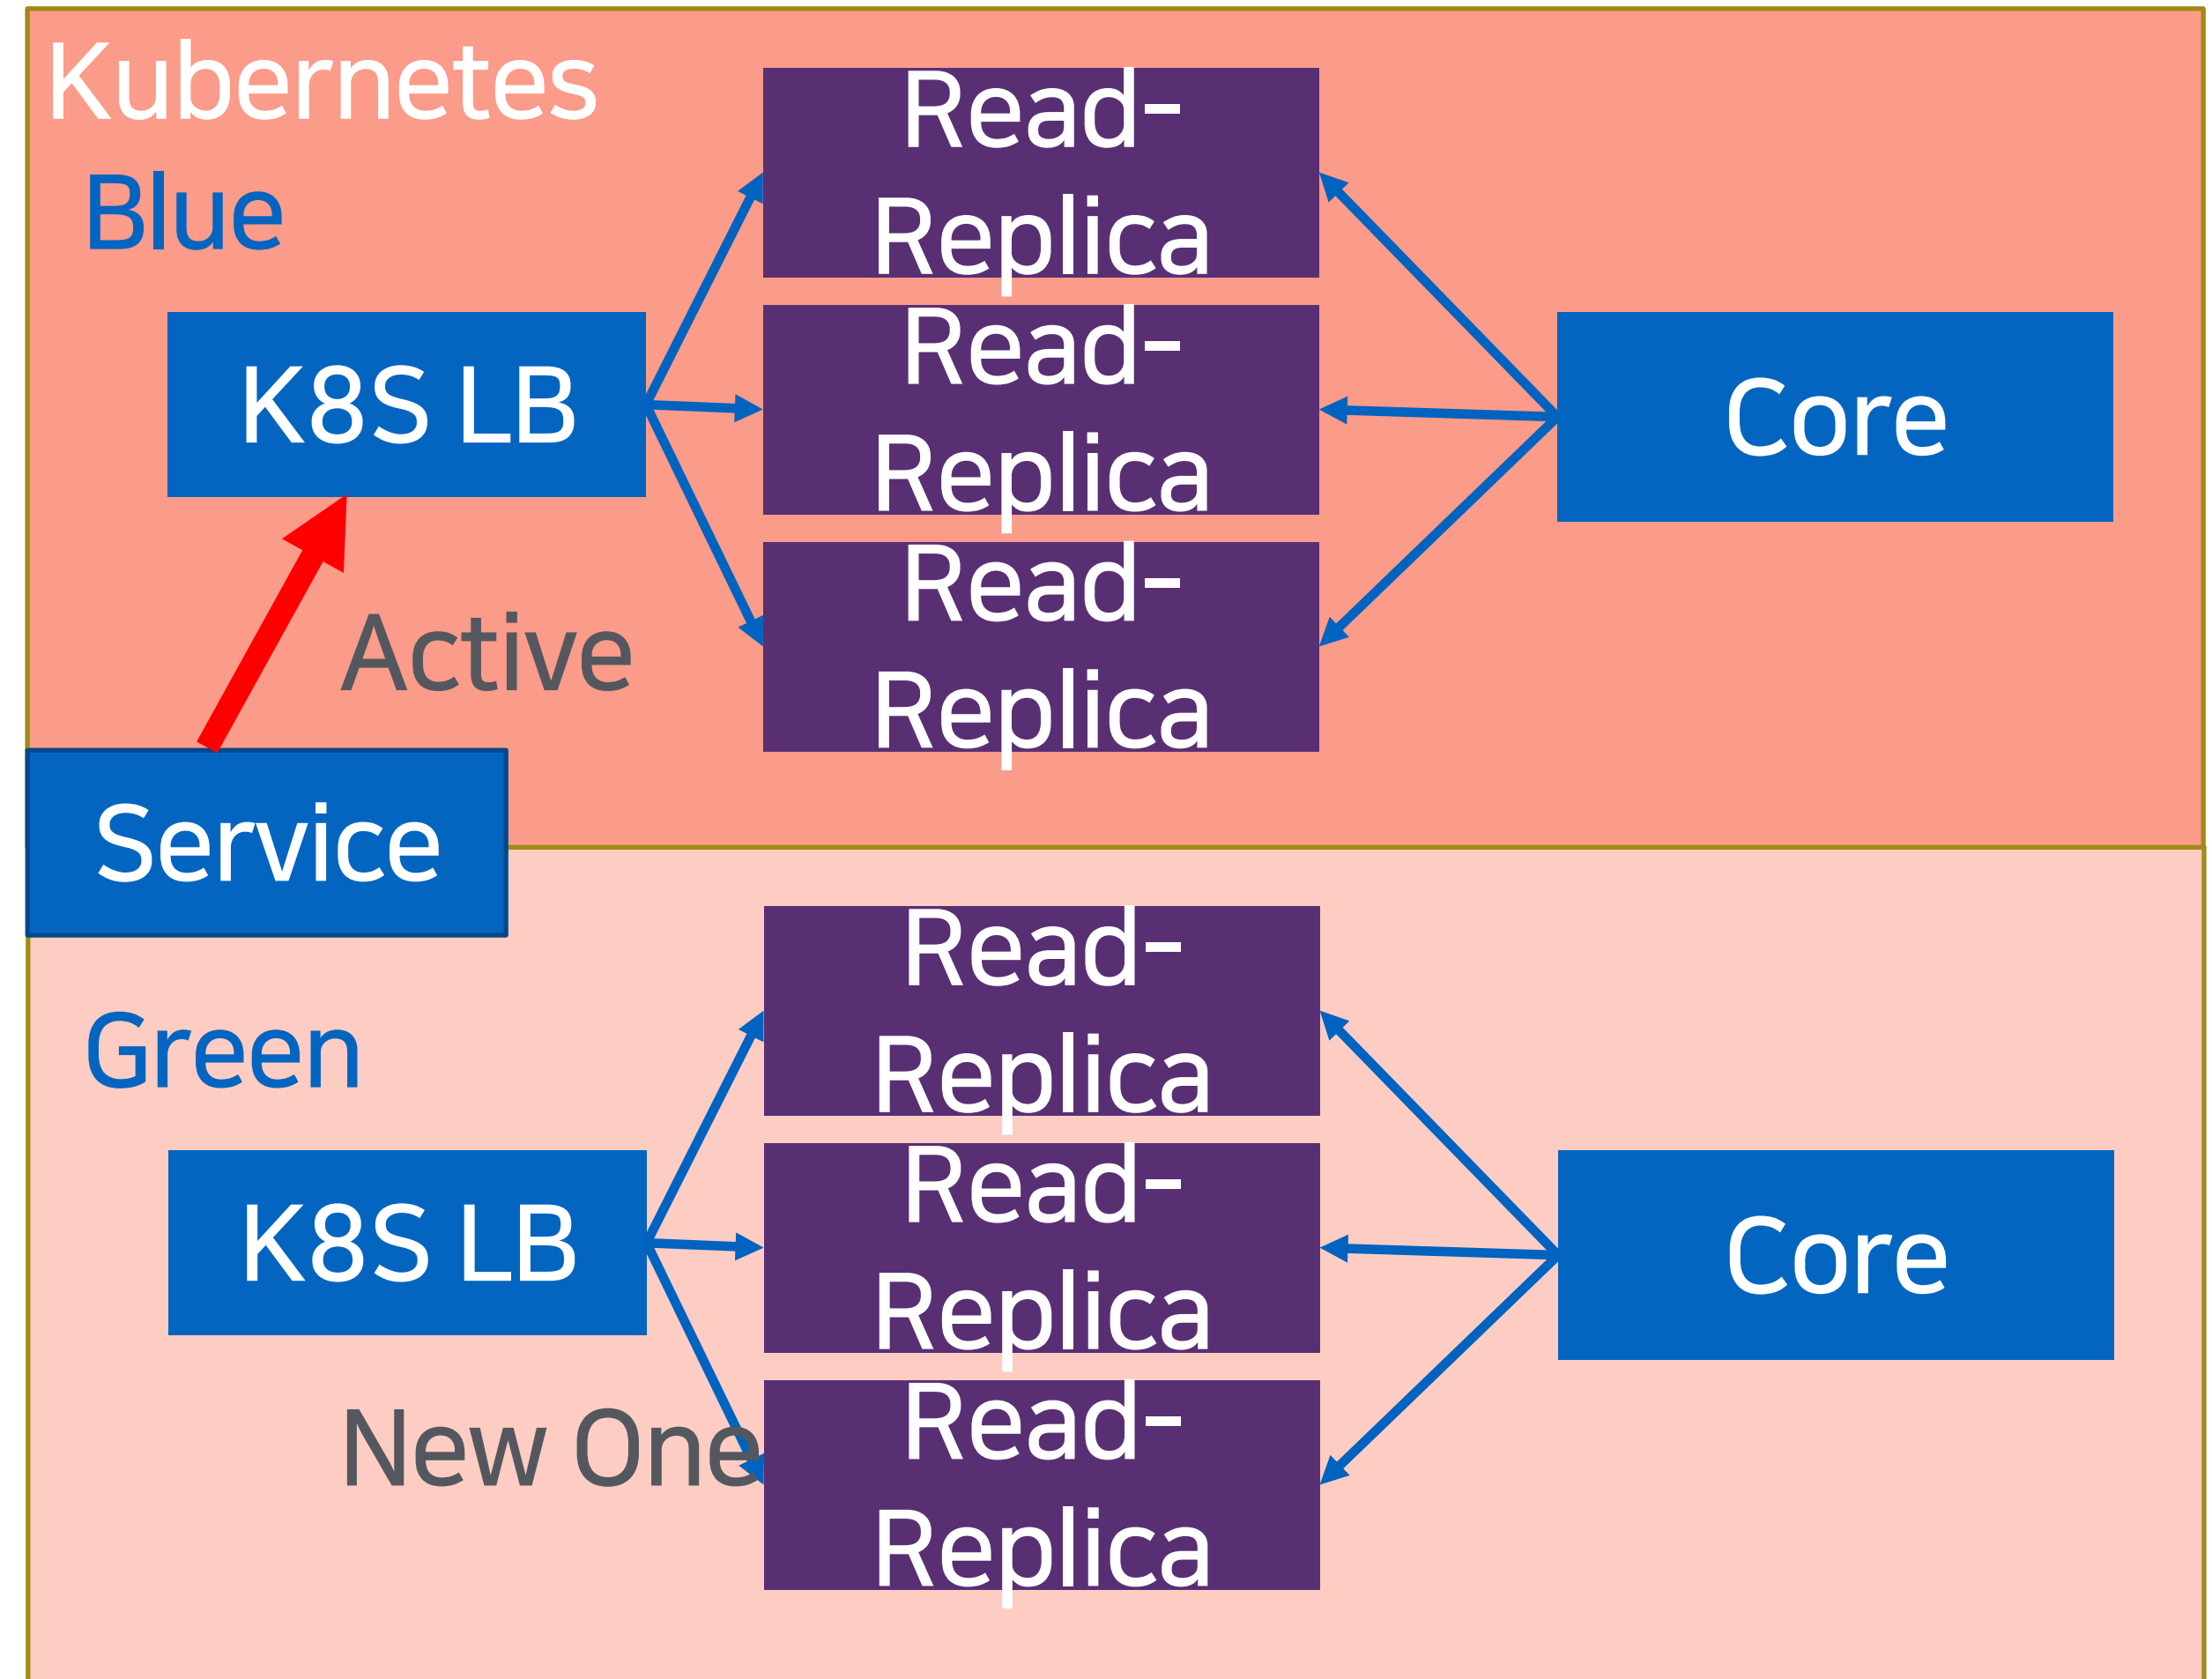 Kubernetes
Blue
K8S LB
Read-
Replica
Read-
Replica
Read-
Replica
Core
Active
Service
Green
K8S LB
Read-
Replica
Read-
Replica
Read-
Replica
Core
New One